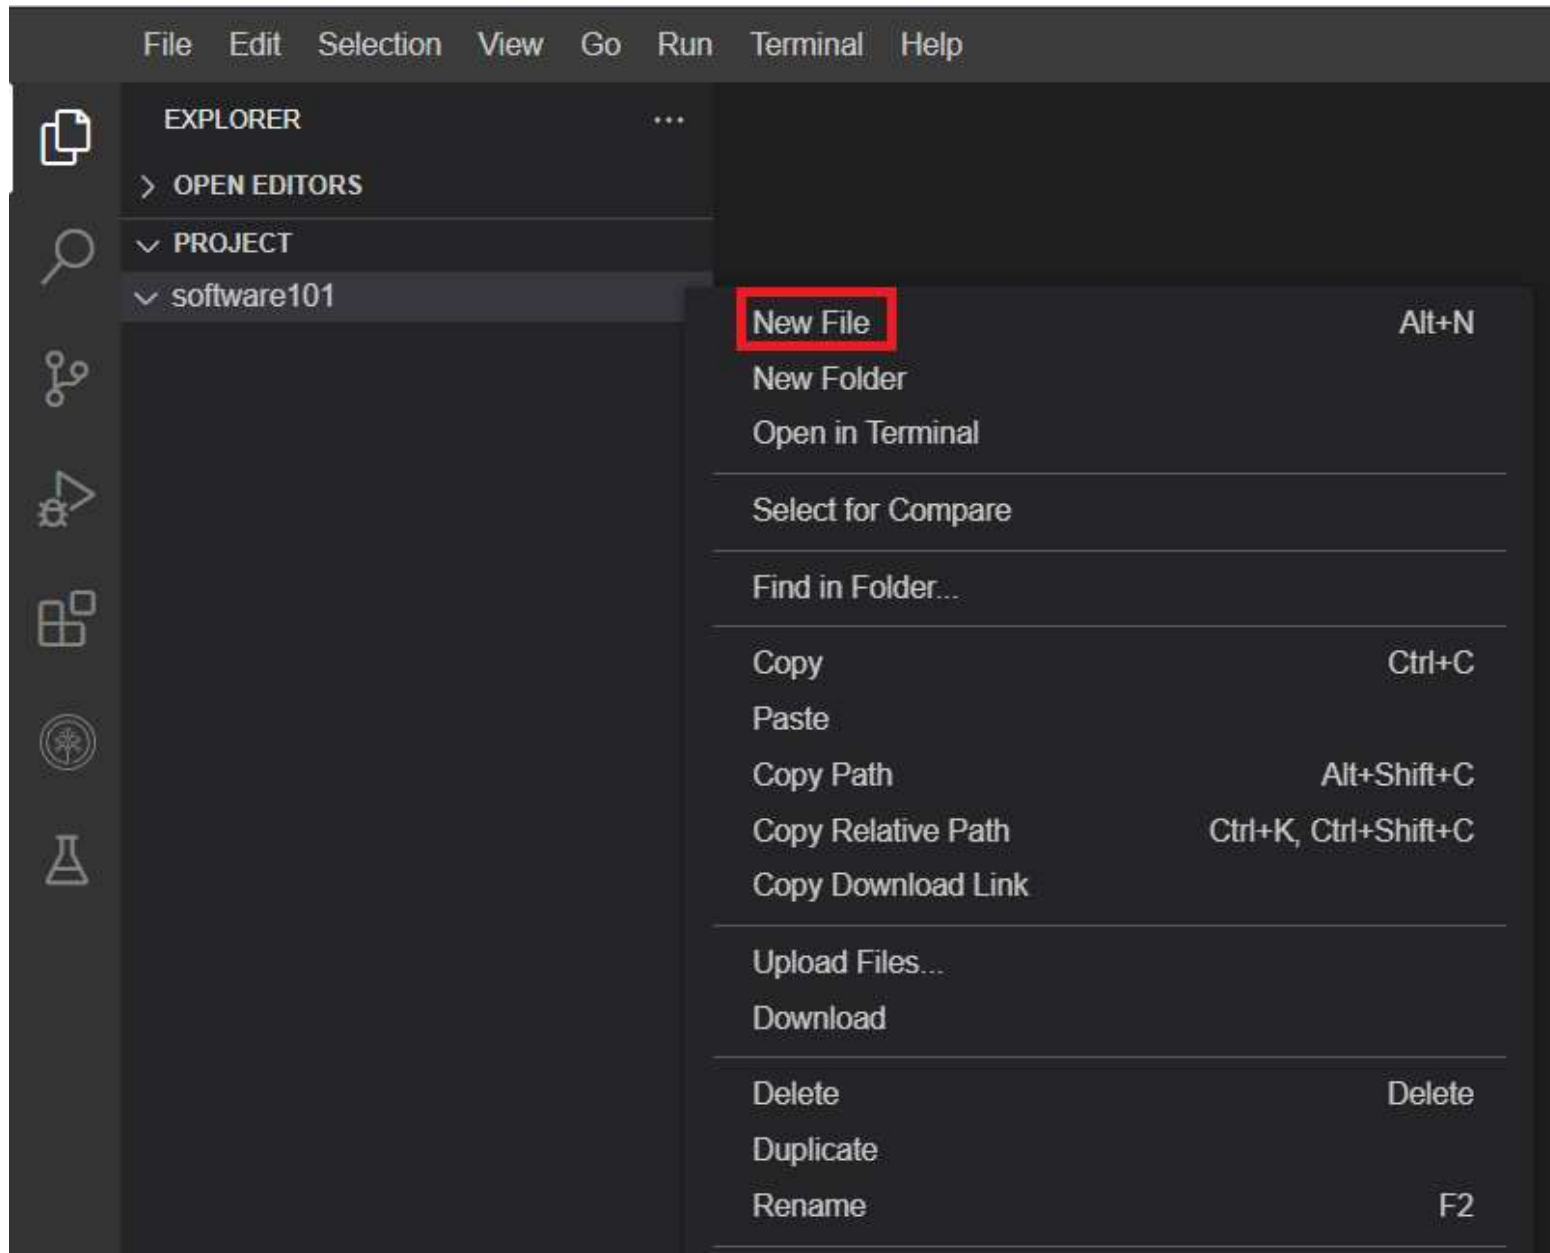 File Edit Selection View Go Run Terminal Help
EXPLORER ...
OPEN EDITORS
PROJECT
software101
New File Alt+N
New Folder
Open in Terminal
Select for Compare
Find in Folder...
Copy Ctrl+C
Paste
Copy Path Alt+Shift+C
Copy Relative Path Ctrl+K, Ctrl+Shift+C
Copy Download Link
Upload Files...
Download
Delete Delete
Duplicate
Rename F2